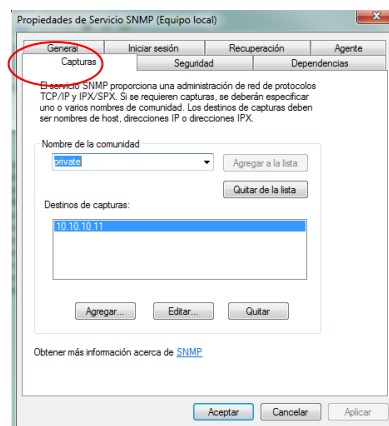 Propiedades de Servicio SNMP (Equipo local)
General Iniciar sesión Recuperación Agente
Capturas Seguridad Dependencias
El servicio SNMP proporciona una administración de red de protocolos
TCP/IP y IPX/SPX. Si se requieren capturas, se deberán especificar
uno o varios nombres de comunidad. Los destinos de capturas deben
ser nombres de host, direcciones IP o direcciones IPX.
Nombre de la comunidad
private
Agregar a la lista
Quitar de la lista
Destinos de capturas:
10.10.10.11
Agregar... Editar... Quitar
Obtener más información acerca de SNMP
Aceptar Cancelar Aplicar